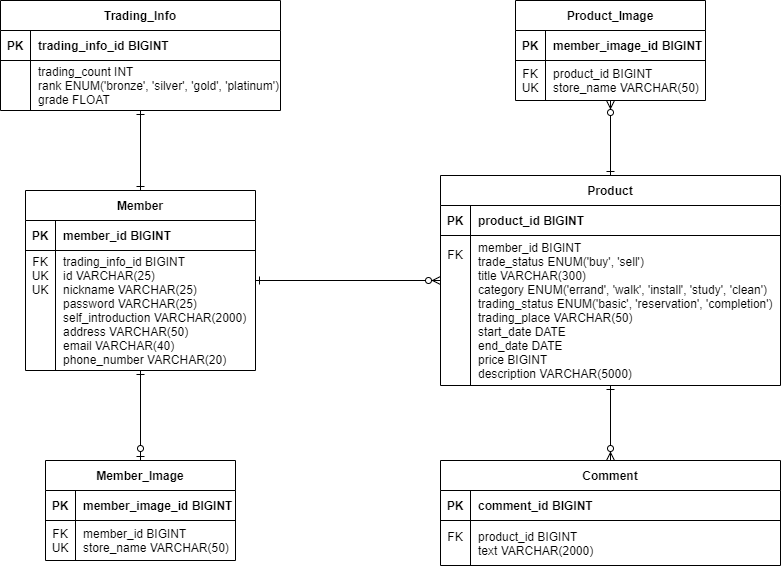 Trading_Info
PK trading_info_id BIGINT
trading_count INT
rank ENUM('bronze', 'silver', 'gold', 'platinum')
grade FLOAT
Product_Image
PK member_image_id BIGINT
FK product_id BIGINT
UK store_name VARCHAR(50)
Member
PK member_id BIGINT
FK trading_info_id BIGINT
UK id VARCHAR(25)
UK nickname VARCHAR(25)
password VARCHAR(25)
self_introduction VARCHAR(2000)
address VARCHAR(50)
email VARCHAR(40)
phone_number VARCHAR(20)
Product
PK product_id BIGINT
FK member_id BIGINT
trade_status ENUM('buy', 'sell')
title VARCHAR(300)
category ENUM('errand', 'walk', 'install', 'study', 'clean')
trading_status ENUM('basic', 'reservation', 'completion')
trading_place VARCHAR(50)
start_date DATE
end_date DATE
price BIGINT
description VARCHAR(5000)
Member_Image
PK member_image_id BIGINT
FK member_id BIGINT
UK store_name VARCHAR(50)
Comment
PK comment_id BIGINT
FK product_id BIGINT
text VARCHAR(2000)